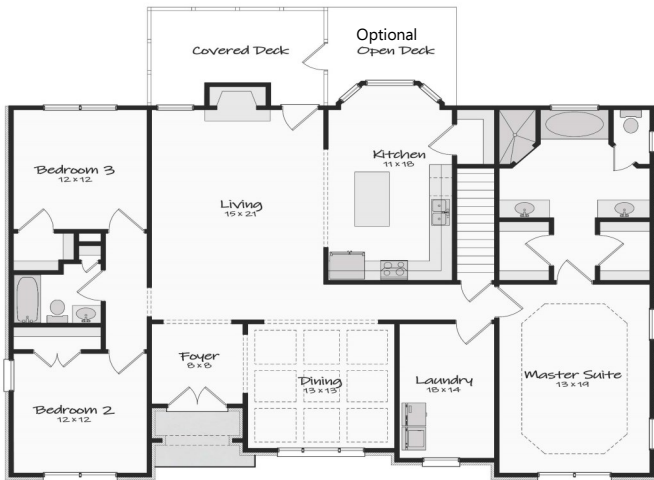 Optional
Covered Deck
Open Deck
Bedroom 3
12 x 12
Kitchen
11 x 18
Living
15 x 21
Foyer
8 x 8
Dining
13 x 13
Laundry
18 x 14
Master Suite
13 x 19
Bedroom 2
12 x 12